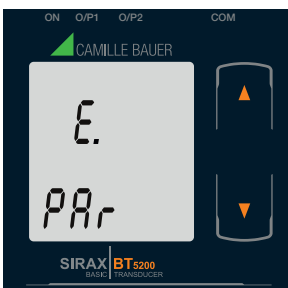 ON O/P1 O/P2 COM
CAMILLE BAUER
E.
PAr
SIRAX BT5200
BASIC TRANSDUCER